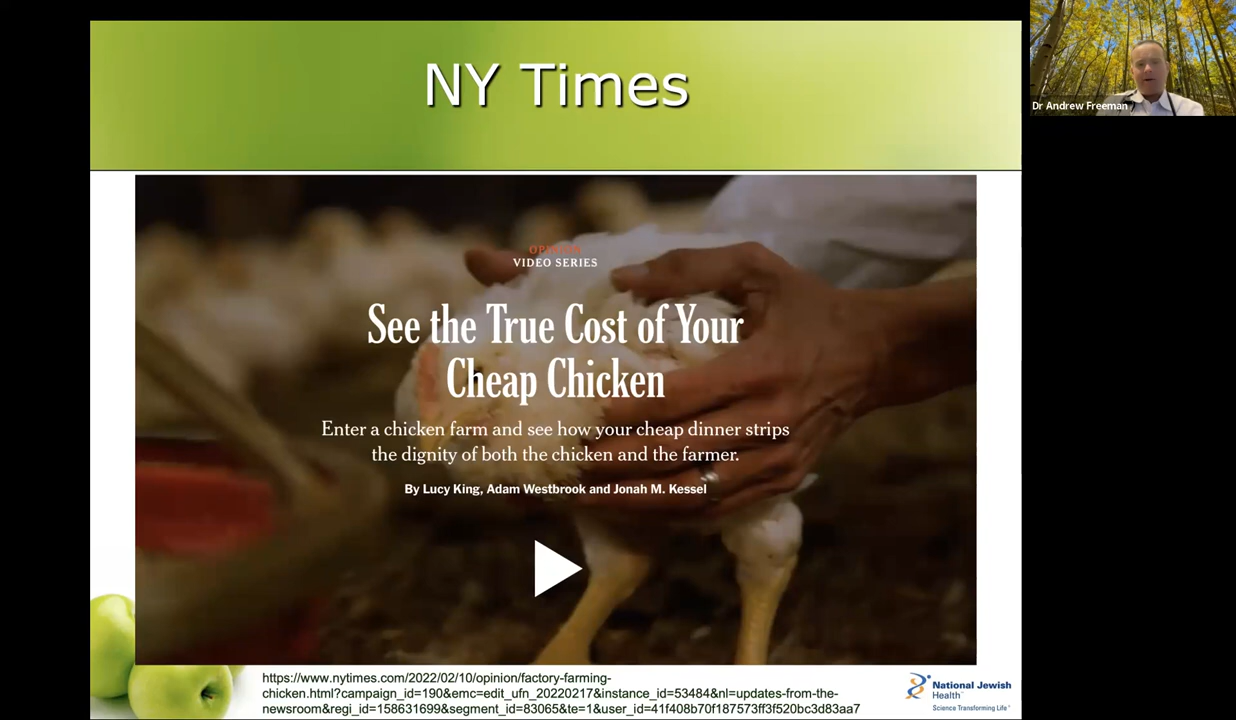 NY Times
Dr Andrew Freeman
OPINION
VIDEO SERIES
See the True Cost of Your
Cheap Chicken
Enter a chicken farm and see how your cheap dinner strips
the dignity of both the chicken and the farmer.
By Lucy King, Adam Westbrook and Jonah M. Kessel
https://www.nytimes.com/2022/02/10/opinion/factory-farming-
chicken.html?campaign_id=190&emc=edit_ufn_20220217&instance_id=53484&nl=updates-from-the-
newsroom&regi_id=158631699&segment_id=83065&te=1&user_id=41f408b70f187573ff3f520bc3d83aa7
National Jewish
Health
Science Transforming Life